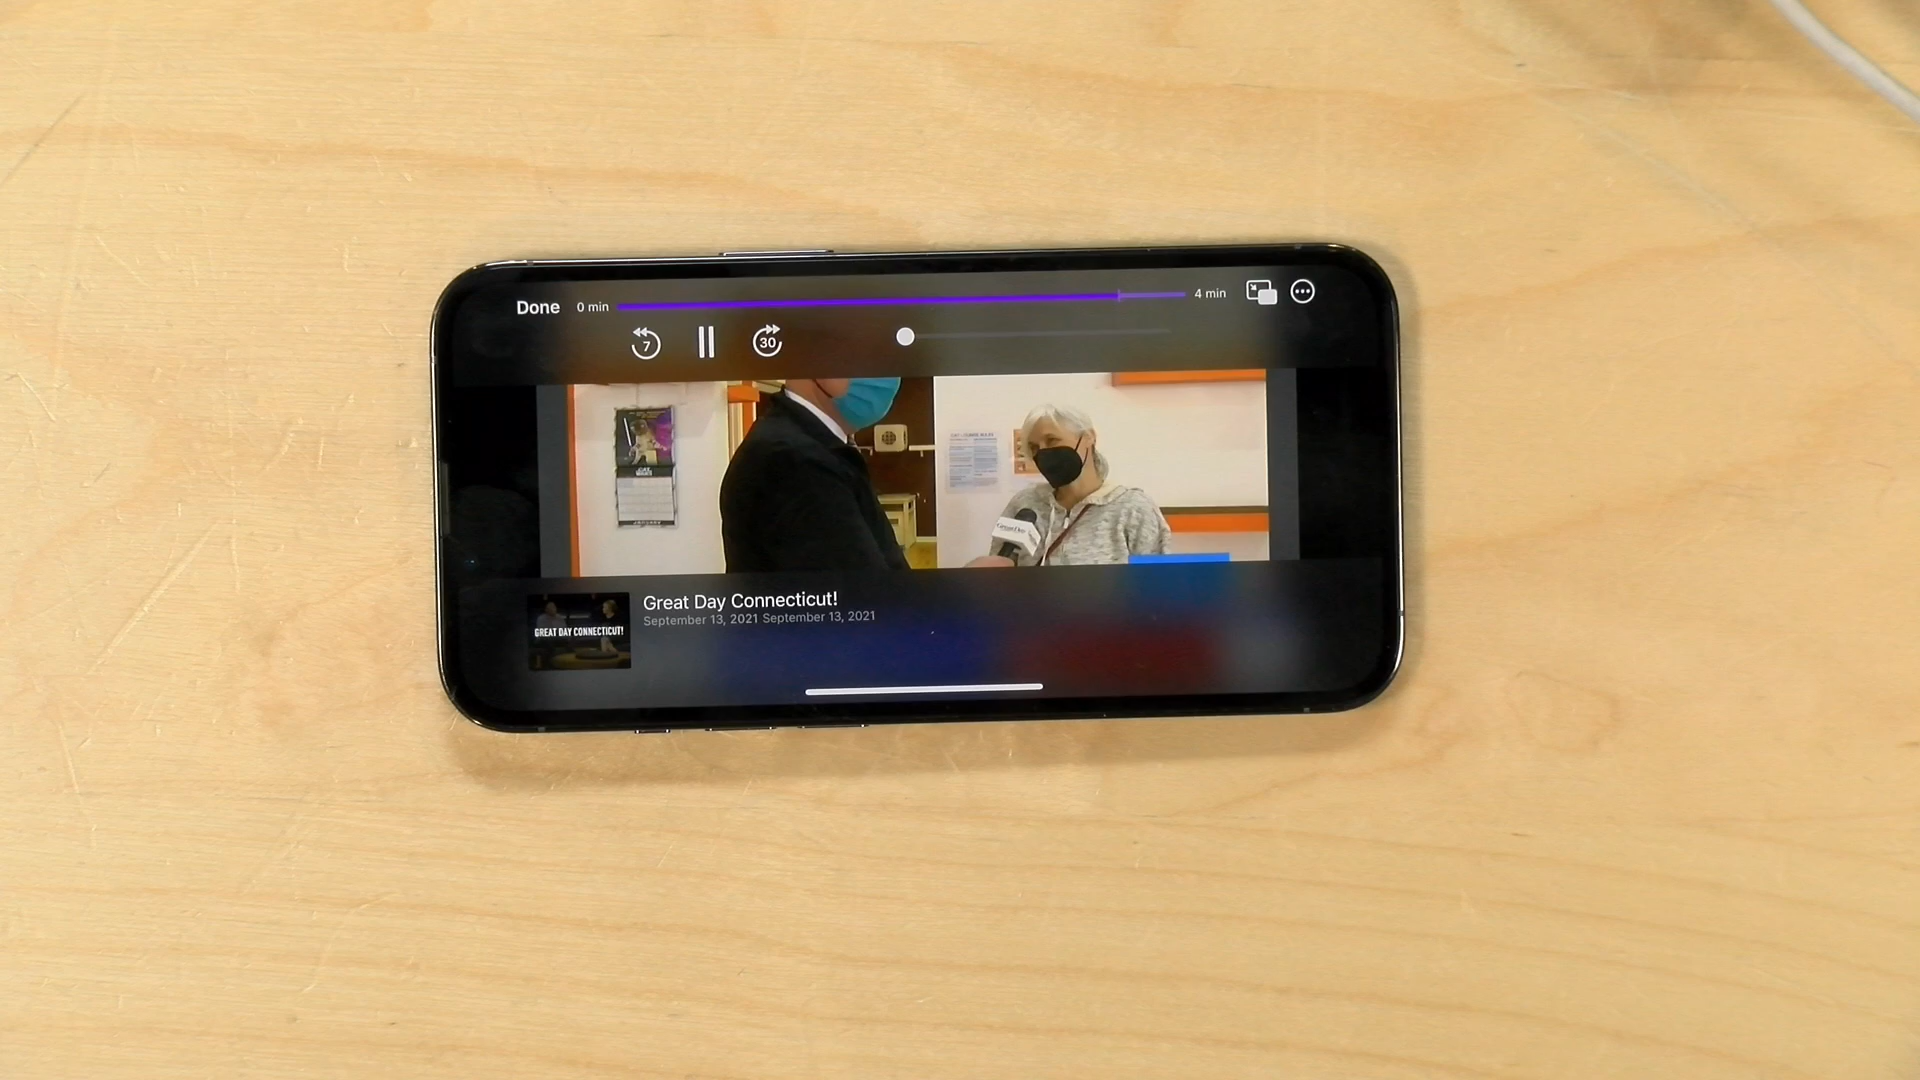 Done 0 min 4 min
7 30
JANUARY
GREAT DAY CONNECTICUT!
Great Day Connecticut!
September 13, 2021 September 13, 2021